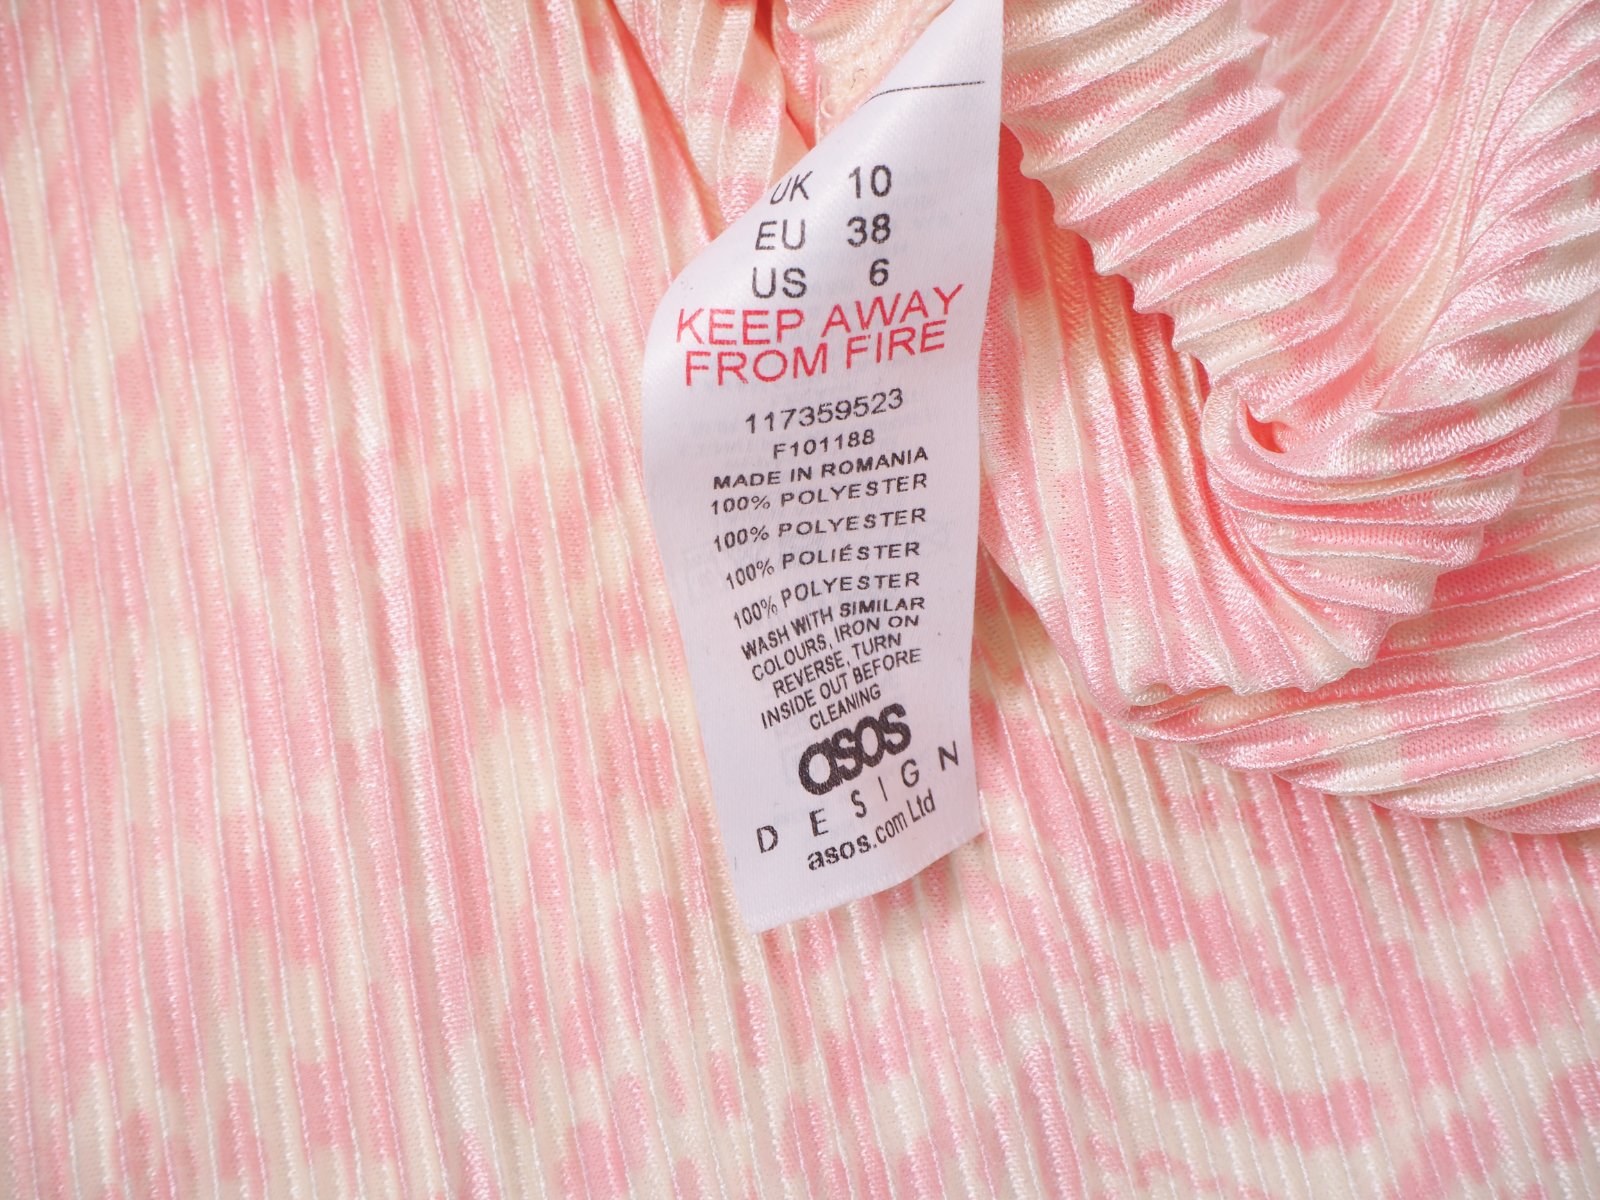 UK 10
EU 38
US 6
KEEP AWAY
FROM FIRE
117359523
F101188
MADE IN ROMANIA
100% POLYESTER
100% POLYESTER
100% POLIÉSTER
100% POLYESTER
WASH WITH SIMILAR
COLOURS, IRON ON
REVERSE, TURN
INSIDE OUT BEFORE
CLEANING
asos
DESIGN
asos.com Ltd